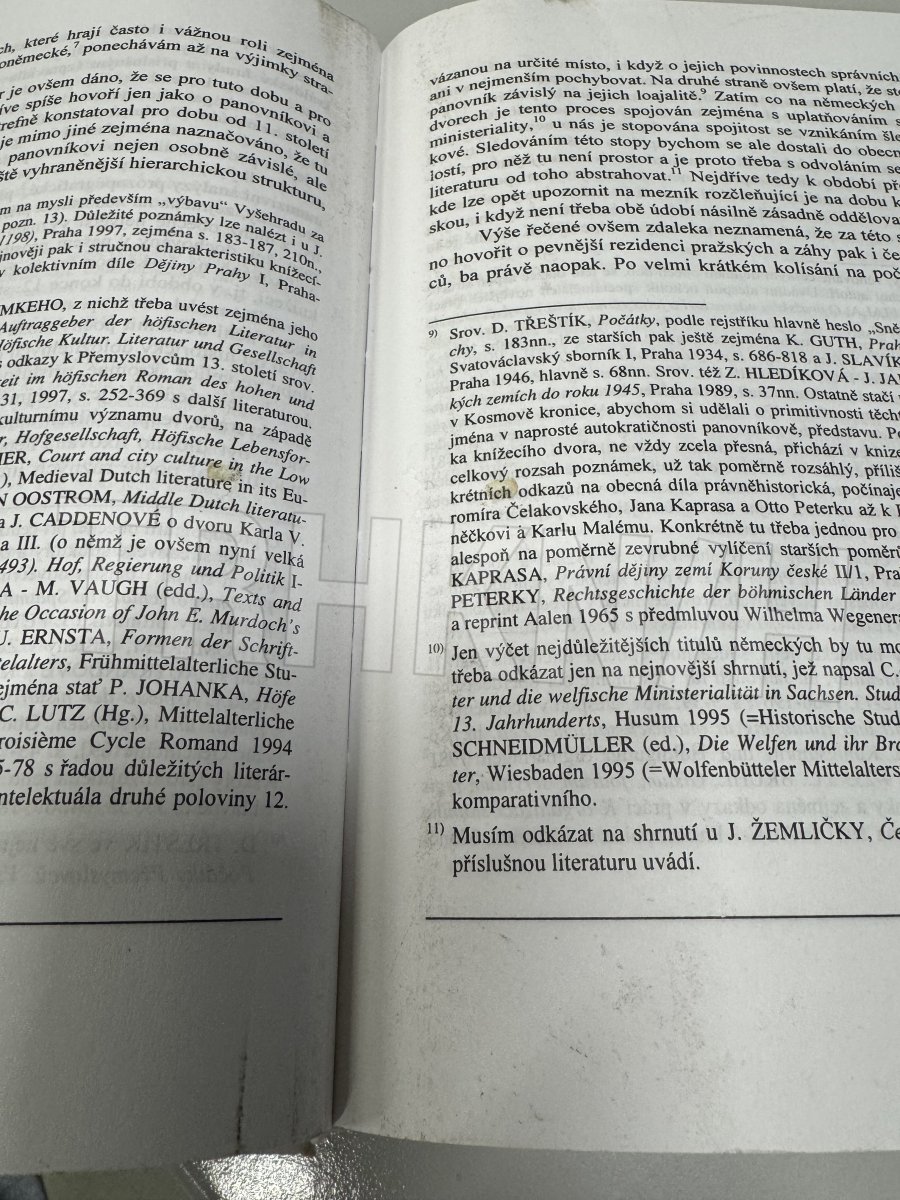 ch, které hrají často i vážnou roli zejména
oněmecké,7 ponechávám až na výjimky stra-
r je ovšem dáno, že se pro tuto dobu a pro
íve spíše hovoří jen jako o panovníkovi a
refně konstatoval pro dobu od 11. století
je mimo jiné zejména naznačováno, že tu
panovníkovi nejen osobně závislé, ale
ště vyhraněnější hierarchickou strukturu,
m na mysli především „výbavu“ Vyšehradu za
pozn. 13). Důležité poznámky lze nalézt i u J.
1198), Praha 1997, zejména s. 183-187, 210n.,
jnověji pak i stručnou charakteristiku knížecí-
v kolektivním díle Dějiny Prahy I, Praha-
MKEHO, z nichž třeba uvést zejména jeho
Auftraggeber der höfischen Literatur in
Höfische Kultur. Literatur und Gesellschaft
s odkazy k Přemyslovcům 13. století srov.
eit im höfischen Roman des hohen und
31, 1997, s. 252-369 s další literaturou.
kulturnímu významu dvorů, na západě
r, Hofgesellschaft, Höfische Lebensfor-
IER, Court and city culture in the Low
), Medieval Dutch literature in its Eu-
N OOSTROM, Middle Dutch literatu-
a J. CADDENOVÉ o dvoru Karla V.
a III. (o němž je ovšem nyní velká
493). Hof, Regierung und Politik I-
A - M. VAUGH (edd.), Texts and
he Occasion of John E. Murdoch's
U. ERNSTA, Formen der Schrift-
telalters, Frühmittelalterliche Stu-
ejména stať P. JOHANKA, Höfe
C. LUTZ (Hg.), Mittelalterliche
roisième Cycle Romand 1994
5-78 s řadou důležitých literár-
ntelektuála druhé poloviny 12.
vázanou na určité místo, i když o jejich povinnostech správních
ani v nejmenším pochybovat. Na druhé straně ovšem platí, že ste
panovník závislý na jejich loajalitě.9 Zatím co na německých
dvorech je tento proces spojován zejména s uplatňováním s
ministeriality,10 u nás je stopována spojitost se vznikáním šle
kové. Sledováním této stopy bychom se ale dostali do obecn
lostí, pro něž tu není prostor a je proto třeba s odvoláním se
literaturu od toho abstrahovat.11 Nejdříve tedy k období př
kde lze opět upozornit na mezník rozčleňující je na dobu k
skou, i když není třeba obě údobí násilně zásadně oddělova
Výše řečené ovšem zdaleka neznamená, že za této s
no hovořit o pevnější rezidenci pražských a záhy pak i če
ců, ba právě naopak. Po velmi krátkém kolísání na poč
9) Srov. D. TŘEŠTÍK, Počátky, podle rejstříku hlavně heslo „Sně
chy, s. 183nn., ze starších pak ještě zejména K. GUTH, Prah
Svatováclavský sborník I, Praha 1934, s. 686-818 a J. SLAVÍK
Praha 1946, hlavně s. 68nn. Srov. též Z. HLEDÍKOVÁ - J. JAN
kých zemích do roku 1945, Praha 1989, s. 37nn. Ostatně stačí p
v Kosmově kronice, abychom si udělali o primitivnosti těcht
jména v naprosté autokratičnosti panovníkově, představu. Po
ka knížecího dvora, ne vždy zcela přesná, přichází v knize
celkový rozsah poznámek, už tak poměrně rozsáhlý, příliš
krétních odkazů na obecná díla právněhistorická, počínaje
romíra Čelakovského, Jana Kaprasa a Otto Peterku až k
něčkovi a Karlu Malému. Konkrétně tu třeba jednou pro
alespoň na poměrně zevrubné vylíčení starších poměrů
KAPRASA, Právní dějiny zemí Koruny české II/1, Pra
PETERKY, Rechtsgeschichte der böhmischen Länder
a reprint Aalen 1965 s předmluvou Wilhelma Wegenera
10) Jen výčet nejdůležitějších titulů německých by tu mo
třeba odkázat jen na nejnovější shrnutí, jež napsal C.
ter und die welfische Ministerialität in Sachsen. Stud
13. Jahrhunderts, Husum 1995 (=Historische Stud
SCHNEIDMÜLLER (ed.), Die Welfen und ihr Bra
ter, Wiesbaden 1995 (=Wolfenbütteler Mittelalters
komparativního.
11) Musím odkázat na shrnutí u J. ŽEMLIČKY, Če
příslušnou literaturu uvádí.